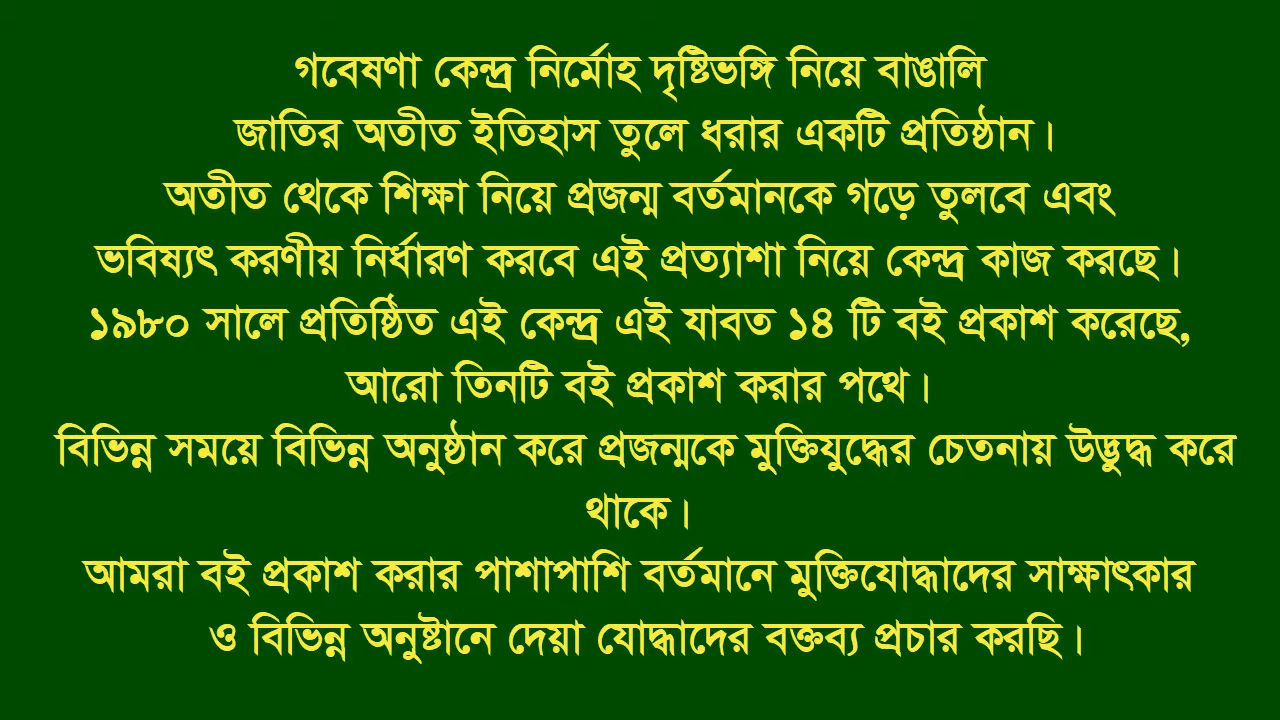 গবেষণা কেন্দ্র নির্মোহ দৃষ্টিভঙ্গি নিয়ে বাঙালি
জাতির অতীত ইতিহাস তুলে ধরার একটি প্রতিষ্ঠান।
অতীত থেকে শিক্ষা নিয়ে প্রজন্ম বর্তমানকে গড়ে তুলবে এবং
ভবিষ্যৎ করণীয় নির্ধারণ করবে এই প্রত্যাশা নিয়ে কেন্দ্র কাজ করছে।
১৯৮০ সালে প্রতিষ্ঠিত এই কেন্দ্র এই যাবত ১৪ টি বই প্রকাশ করেছে,
আরো তিনটি বই প্রকাশ করার পথে।
বিভিন্ন সময়ে বিভিন্ন অনুষ্ঠান করে প্রজন্মকে মুক্তিযুদ্ধের চেতনায় উদ্ভুদ্ধ করে
থাকে।
আমরা বই প্রকাশ করার পাশাপাশি বর্তমানে মুক্তিযোদ্ধাদের সাক্ষাৎকার
ও বিভিন্ন অনুষ্টানে দেয়া যোদ্ধাদের বক্তব্য প্রচার করছি।